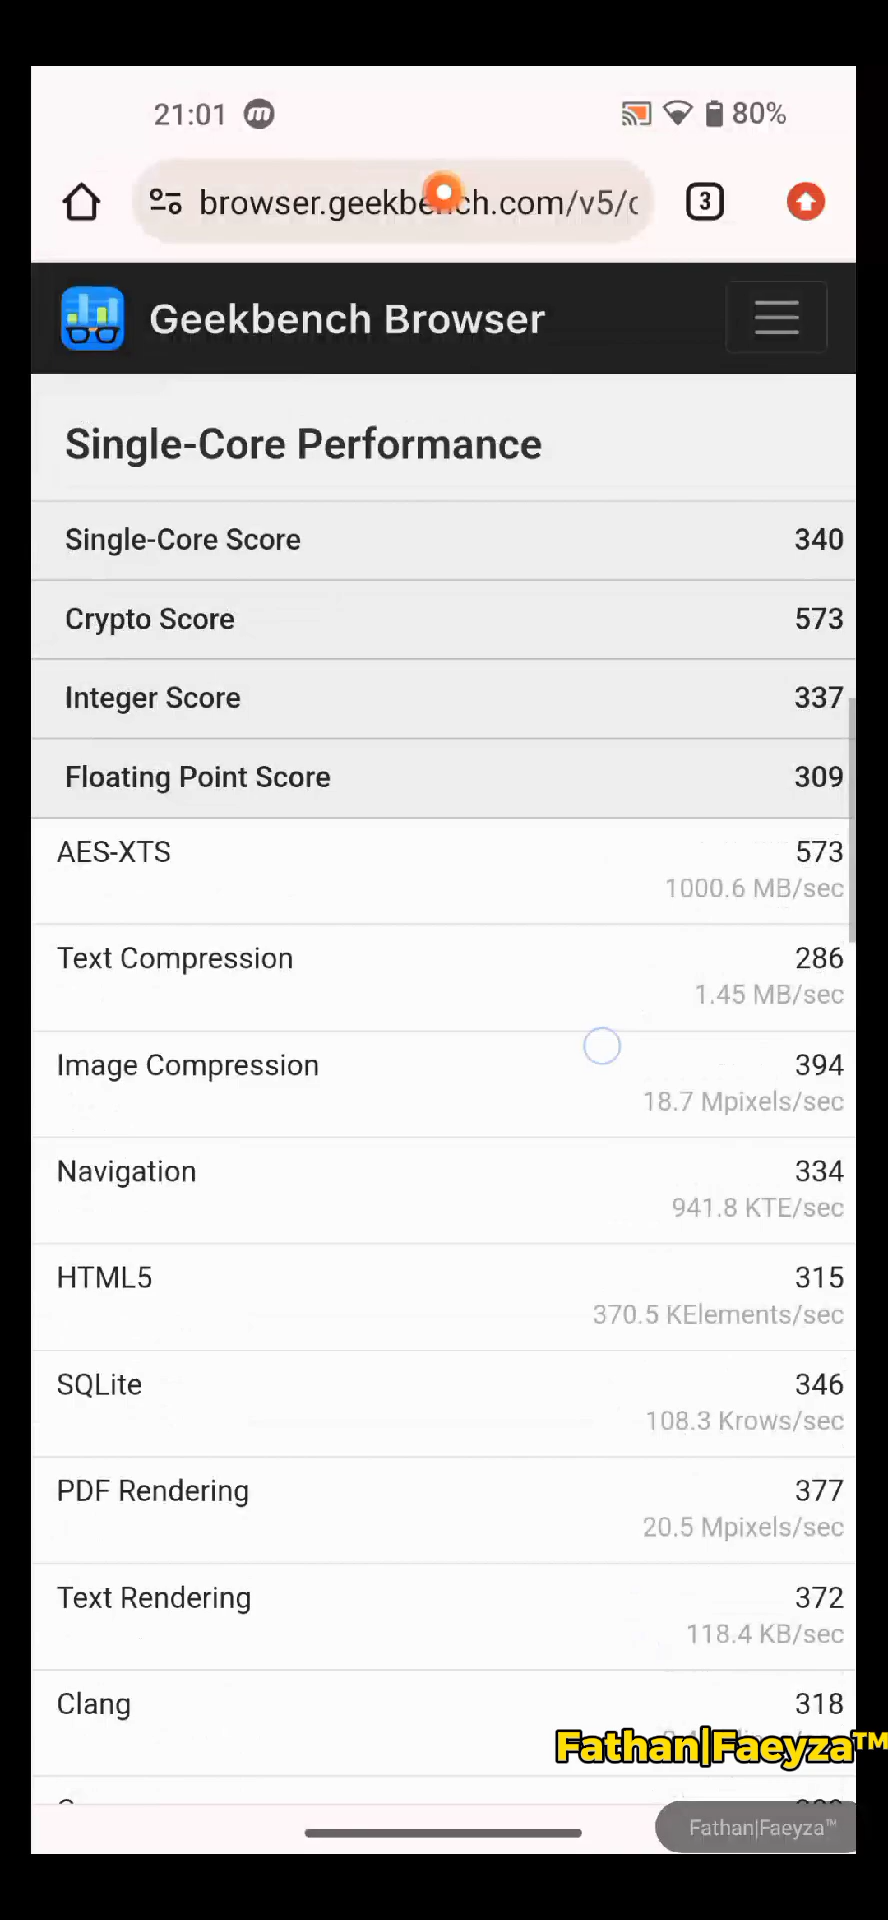 21:01
80%
browser.geekbench.com/v5/c
3
Geekbench Browser
Single-Core Performance
Single-Core Score 340
Crypto Score 573
Integer Score 337
Floating Point Score 309
AES-XTS 573
1000.6 MB/sec
Text Compression 286
1.45 MB/sec
Image Compression 394
18.7 Mpixels/sec
Navigation 334
941.8 KTE/sec
HTML5 315
370.5 KElements/sec
SQLite 346
108.3 Krows/sec
PDF Rendering 377
20.5 Mpixels/sec
Text Rendering 372
118.4 KB/sec
Clang 318
Fathan|Faeyza™
Fathan|Faeyza™